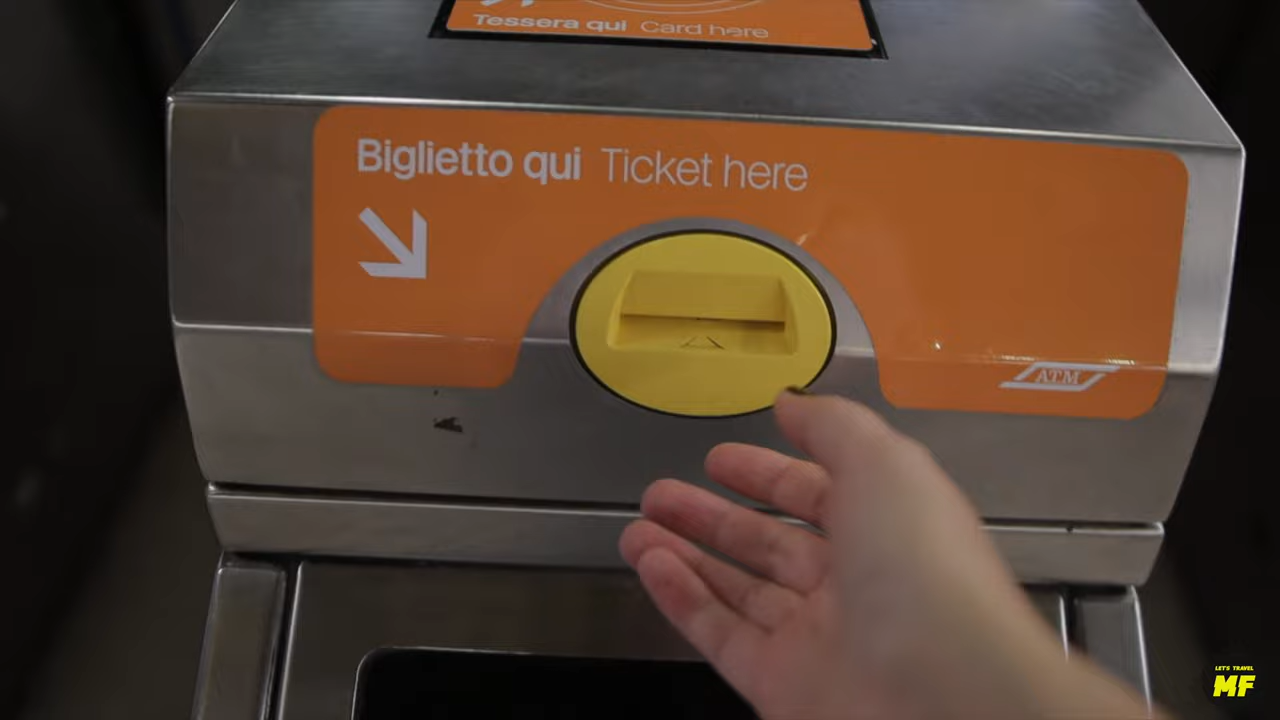 Tessera qui Card here
Biglietto qui Ticket here
ATM
LET'S TRAVEL
MF